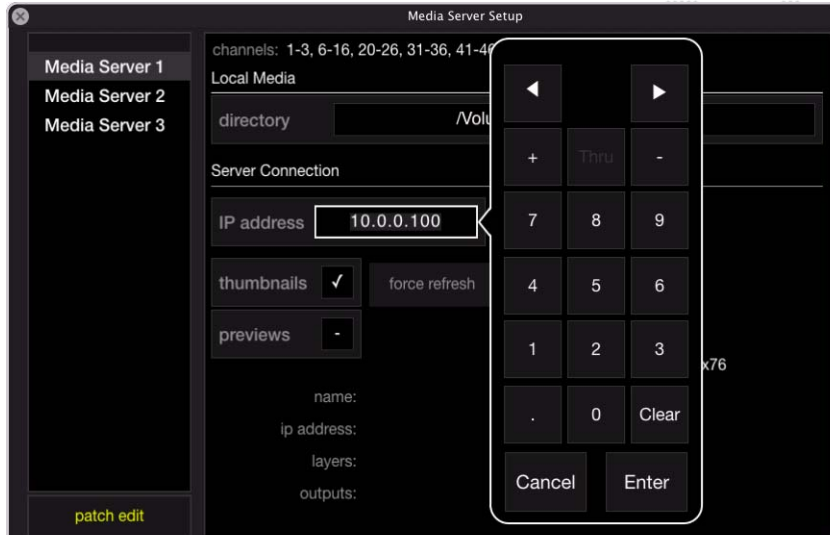 Media Server Setup
Media Server 1
Media Server 2
Media Server 3
patch edit
channels: 1-3, 6-16, 20-26, 31-36, 41-
Local Media
directory /Volu
Server Connection
IP address 10.0.0.100
thumbnails ✓ force refresh
previews -
x76
name:
ip address:
layers:
outputs:
+ Thru -
7 8 9
4 5 6
1 2 3
. 0 Clear
Cancel Enter